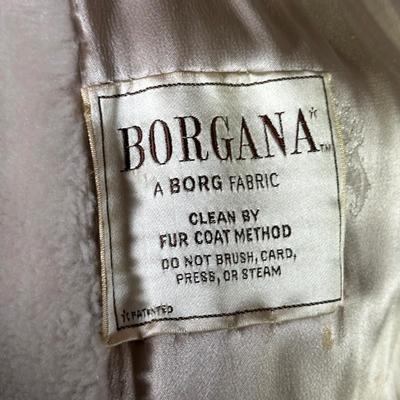 BORGANA☆™
A BORG FABRIC
CLEAN BY
FUR COAT METHOD
DO NOT BRUSH, CARD,
PRESS, OR STEAM
☆PATENTED